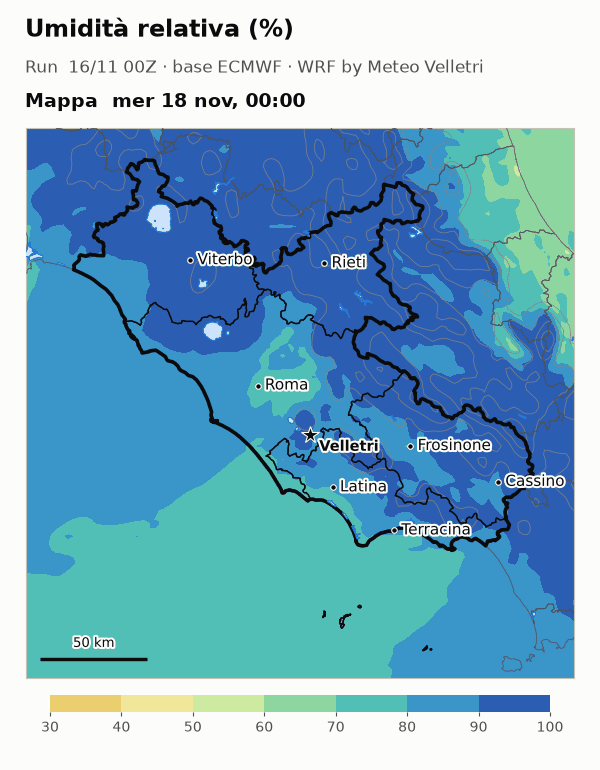 Umidità relativa (%)
Run  16/11 00Z · base ECMWF · WRF by Meteo Velletri
Mappa  mer 18 nov, 00:00
Viterbo
Rieti
Roma
Velletri
Frosinone
Latina
Cassino
Terracina
50 km
30 40 50 60 70 80 90 100